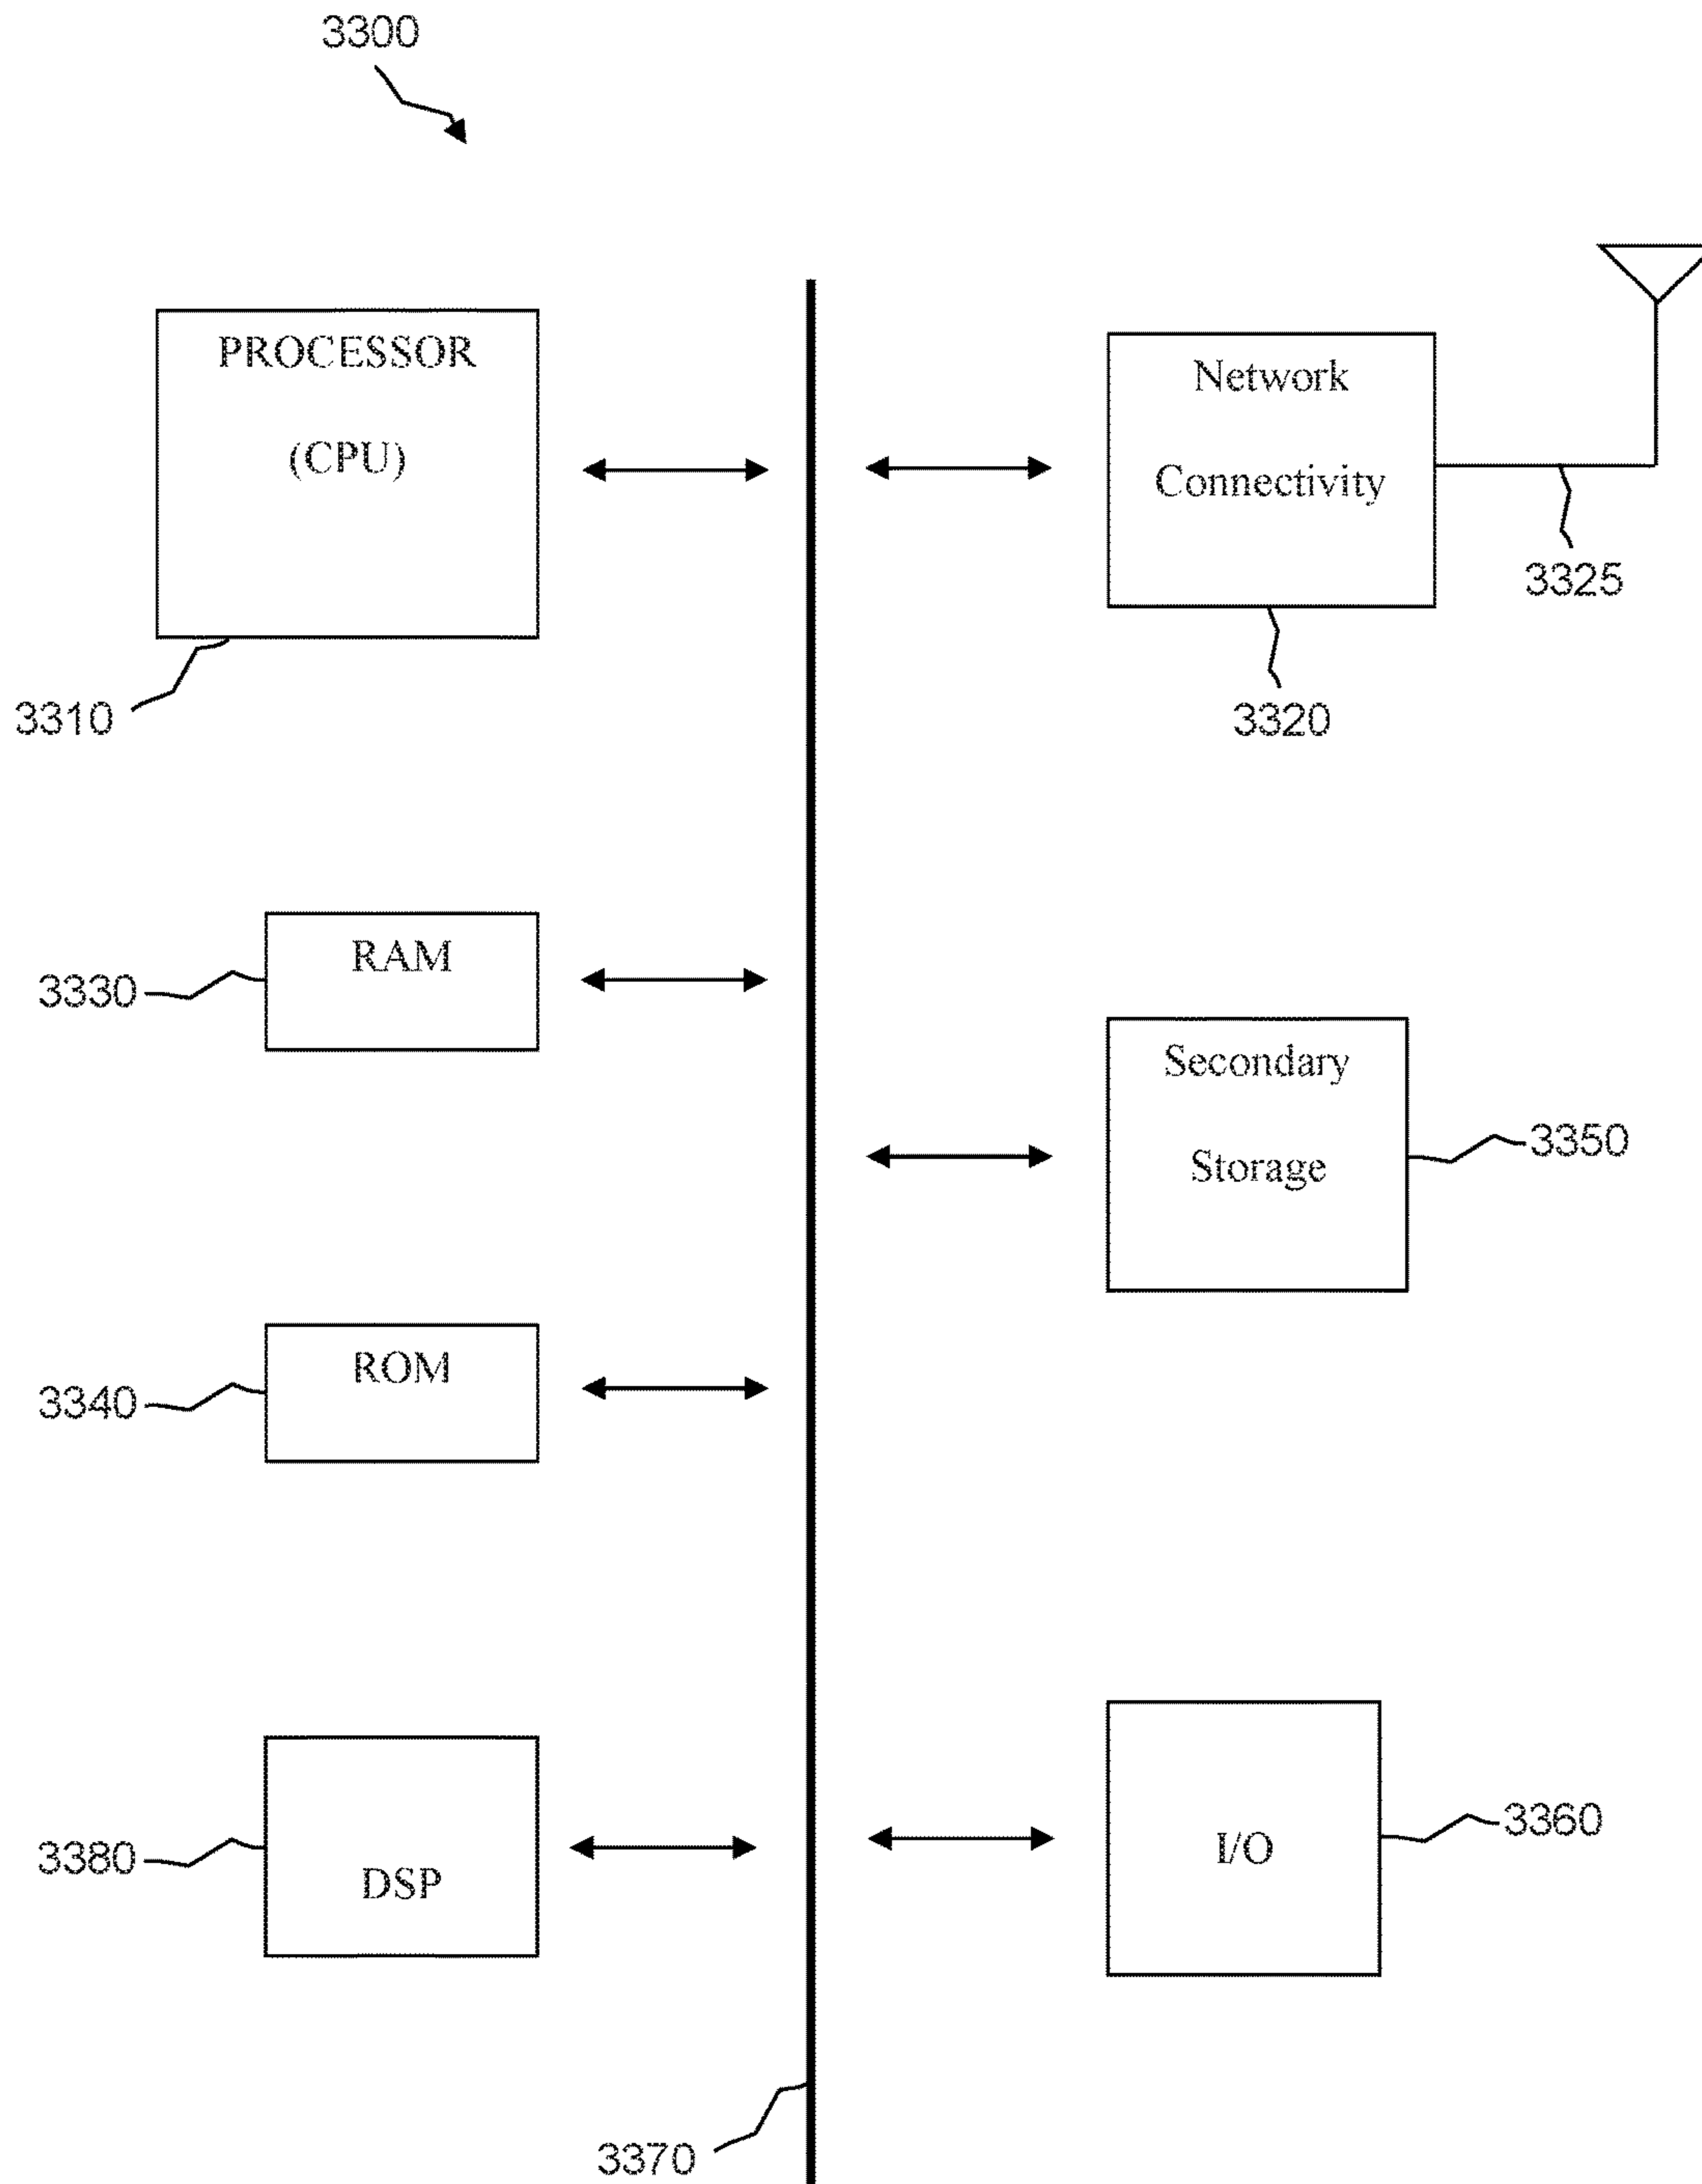 3300
PROCESSOR
(CPU)
3310
Network
Connectivity
3325
3320
RAM
3330
Secondary
Storage
3350
ROM
3340
DSP
3380
I/O
3360
3370